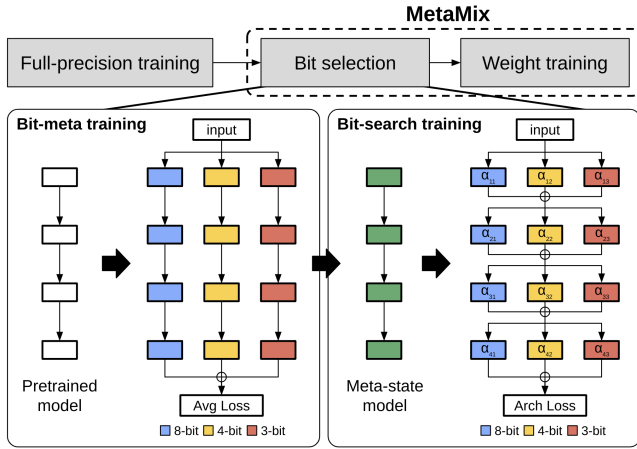 MetaMix
Full-precision training
Bit selection
Weight training
Bit-meta training
input
Pretrained
model
Avg Loss
8-bit
4-bit
3-bit
Bit-search training
input
α₁₁
α₁₂
α₁₃
α₂₁
α₂₂
α₂₃
α₃₁
α₃₂
α₃₃
α₄₁
α₄₂
α₄₃
Meta-state
model
Arch Loss
8-bit
4-bit
3-bit